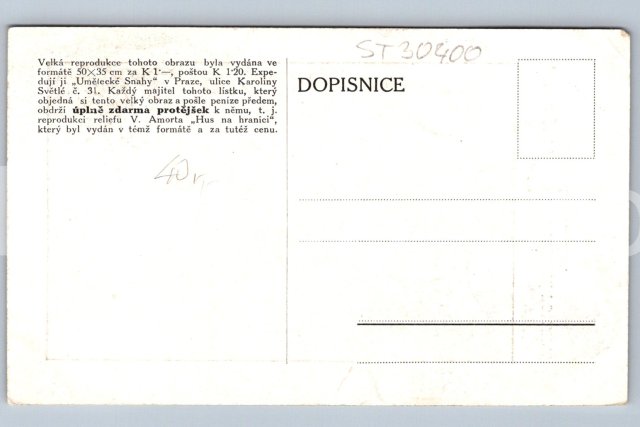 Velká reprodukce tohoto obrazu byla vydána ve
formátě 50×35 cm za K 1·—, poštou K 1·20. Expe-
dují ji „Umělecké Snahy“ v Praze, ulice Karoliny
Světlé č. 31. Každý majitel tohoto lístku, který
objedná si tento velký obraz a pošle peníze předem,
obdrží úplně zdarma protějšek k němu, t. j.
reprodukci reliefu V. Amorta „Hus na hranici“,
který byl vydán v témž formátě a za tutéž cenu.
ST30400
DOPISNICE
40